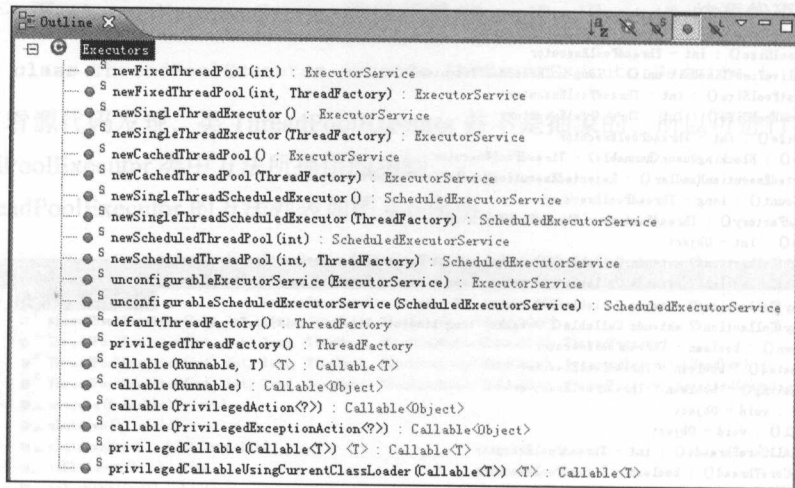 Outline
Executors
newFixedThreadPool(int) : ExecutorService
newFixedThreadPool(int, ThreadFactory) : ExecutorService
newSingleThreadExecutor() : ExecutorService
newSingleThreadExecutor(ThreadFactory) : ExecutorService
newCachedThreadPool() : ExecutorService
newCachedThreadPool(ThreadFactory) : ExecutorService
newSingleThreadScheduledExecutor() : ScheduledExecutorService
newSingleThreadScheduledExecutor(ThreadFactory) : ScheduledExecutorService
newScheduledThreadPool(int) : ScheduledExecutorService
newScheduledThreadPool(int, ThreadFactory) : ScheduledExecutorService
unconfigurableExecutorService(ExecutorService) : ExecutorService
unconfigurableScheduledExecutorService(ScheduledExecutorService) : ScheduledExecutorService
defaultThreadFactory() : ThreadFactory
privilegedThreadFactory() : ThreadFactory
callable(Runnable, T) <T> : Callable<T>
callable(Runnable) : Callable<Object>
callable(PrivilegedAction<?>) : Callable<Object>
callable(PrivilegedExceptionAction<?>) : Callable<Object>
privilegedCallable(Callable<T>) <T> : Callable<T>
privilegedCallableUsingCurrentClassLoader(Callable<T>) <T> : Callable<T>